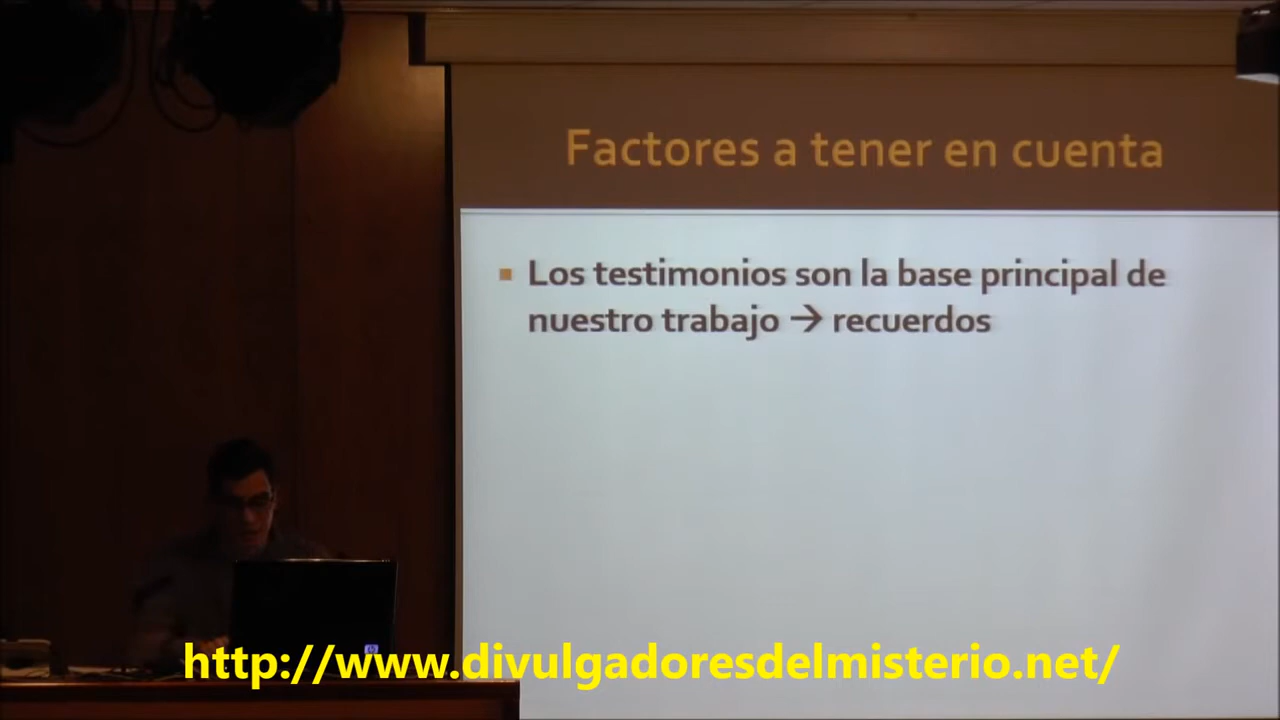 Factores a tener en cuenta
▪ Los testimonios son la base principal de
nuestro trabajo → recuerdos
http://www.divulgadoresdelmisterio.net/